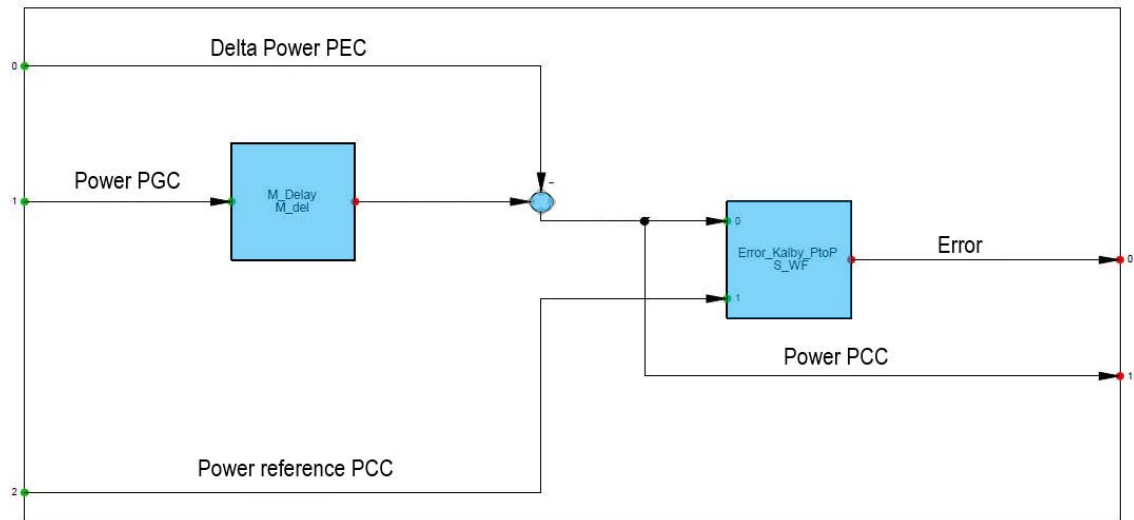 Delta Power PEC
0
-
Power PGC
1
M_Delay
M_del
0
Error_Kalby_PtoP
S_WF
1
Error
0
Power PCC
1
Power reference PCC
2